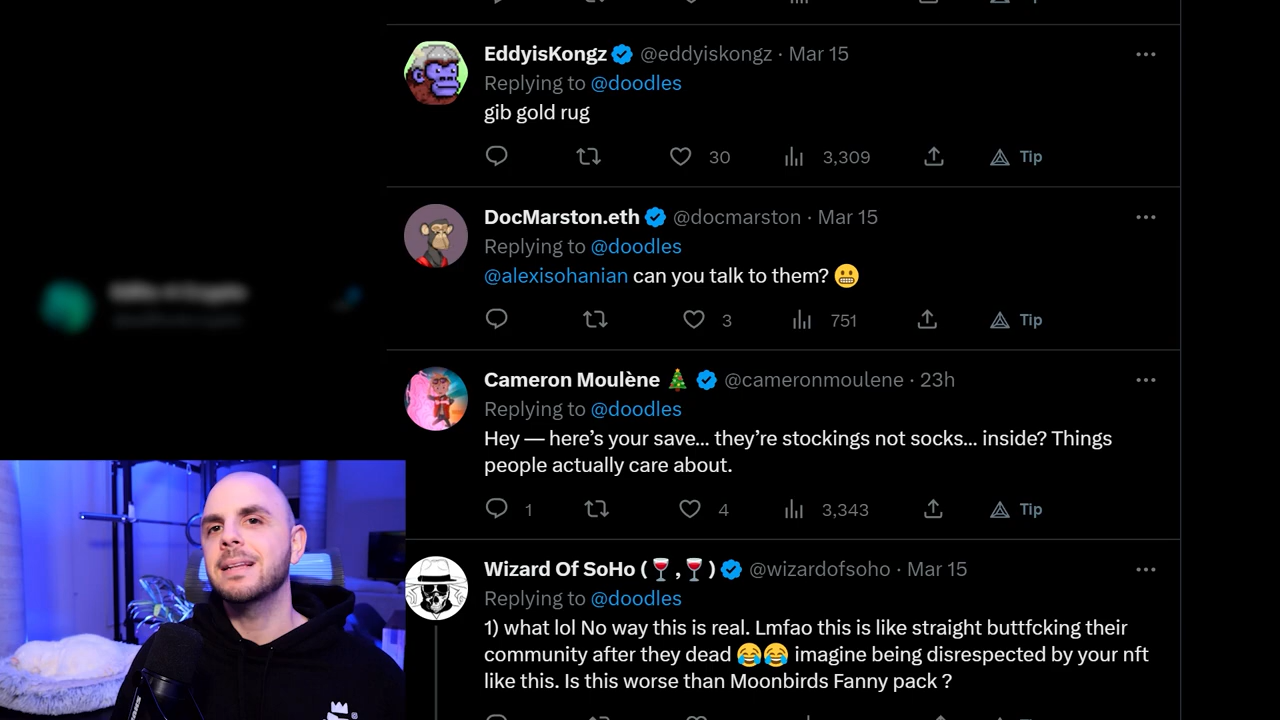 EddyisKongz @eddyiskongz · Mar 15
Replying to @doodles
gib gold rug
30 3,309 Tip
DocMarston.eth @docmarston · Mar 15
Replying to @doodles
@alexisohanian can you talk to them? 😬
3 751 Tip
Cameron Moulène 🎄 @cameronmoulene · 23h
Replying to @doodles
Hey — here’s your save... they’re stockings not socks... inside? Things
people actually care about.
1 4 3,343 Tip
Wizard Of SoHo (🍷,🍷) @wizardofsoho · Mar 15
Replying to @doodles
1) what lol No way this is real. Lmfao this is like straight buttfcking their
community after they dead 😂😂 imagine being disrespected by your nft
like this. Is this worse than Moonbirds Fanny pack ?